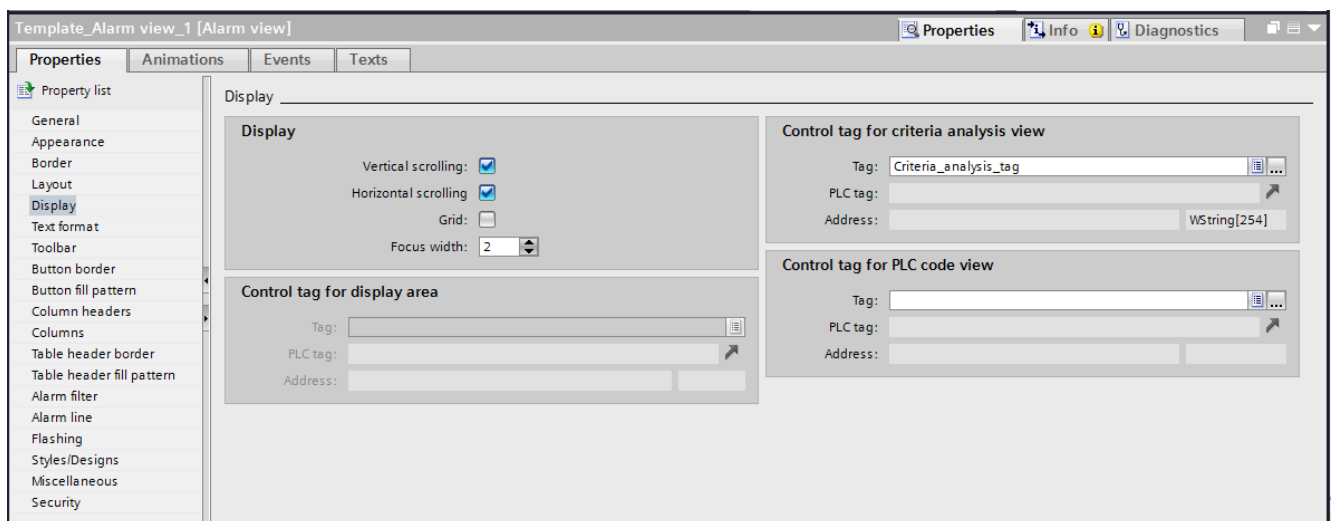 Template_Alarm view_1 [Alarm view]
Properties
Info
Diagnostics
Properties
Animations
Events
Texts
Property list
General
Appearance
Border
Layout
Display
Text format
Toolbar
Button border
Button fill pattern
Column headers
Columns
Table header border
Table header fill pattern
Alarm filter
Alarm line
Flashing
Styles/Designs
Miscellaneous
Security
Display
Display
Vertical scrolling:
Horizontal scrolling
Grid:
Focus width: 2
Control tag for display area
Tag:
PLC tag:
Address:
Control tag for criteria analysis view
Tag: Criteria_analysis_tag ...
PLC tag:
Address: WString[254]
Control tag for PLC code view
Tag: ...
PLC tag:
Address: